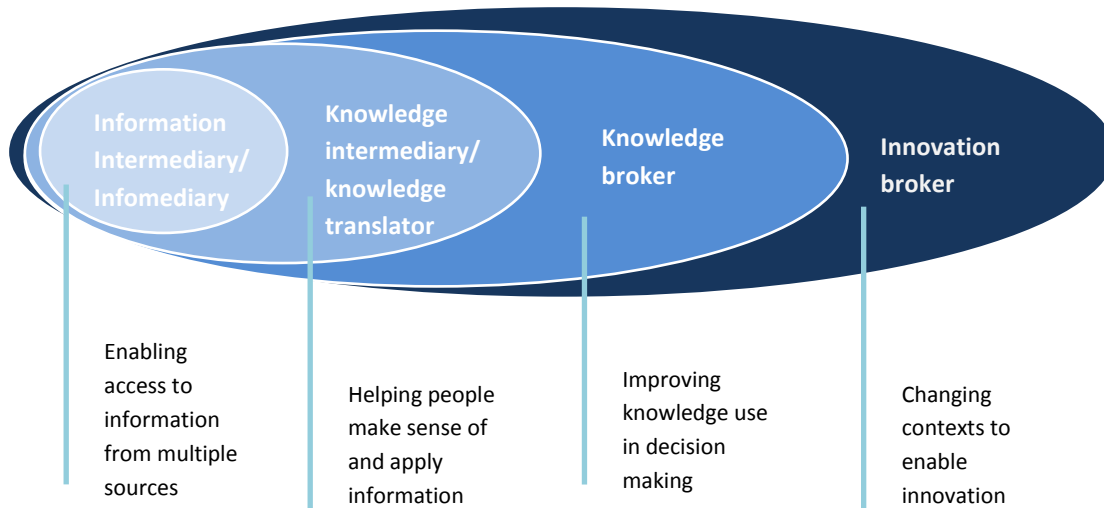 Information
Intermediary/
Infomediary
Knowledge
intermediary/
knowledge
translator
Knowledge
broker
Innovation
broker
Enabling
access to
information
from multiple
sources
Helping people
make sense of
and apply
information
Improving
knowledge use
in decision
making
Changing
contexts to
enable
innovation